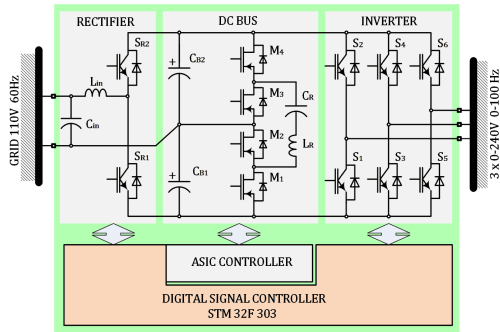 RECTIFIER
DC BUS
INVERTER
GRID 110V 60Hz
Lin
Cin
SR2
SR1
+
CB2
+
CB1
M4
M3
M2
M1
CR
LR
S2
S4
S6
S1
S3
S5
3 x 0-240V 0-100 Hz
ASIC CONTROLLER
DIGITAL SIGNAL CONTROLLER
STM 32F 303